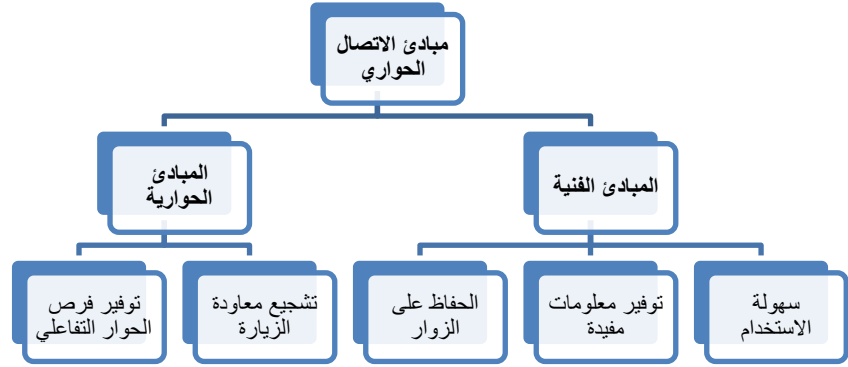 مبادئ الاتصال
الحواري
المبادئ الفنية
المبادئ
الحوارية
سهولة
الاستخدام
توفير معلومات
مفيدة
الحفاظ على
الزوار
تشجيع معاودة
الزيارة
توفير فرص
الحوار التفاعلي